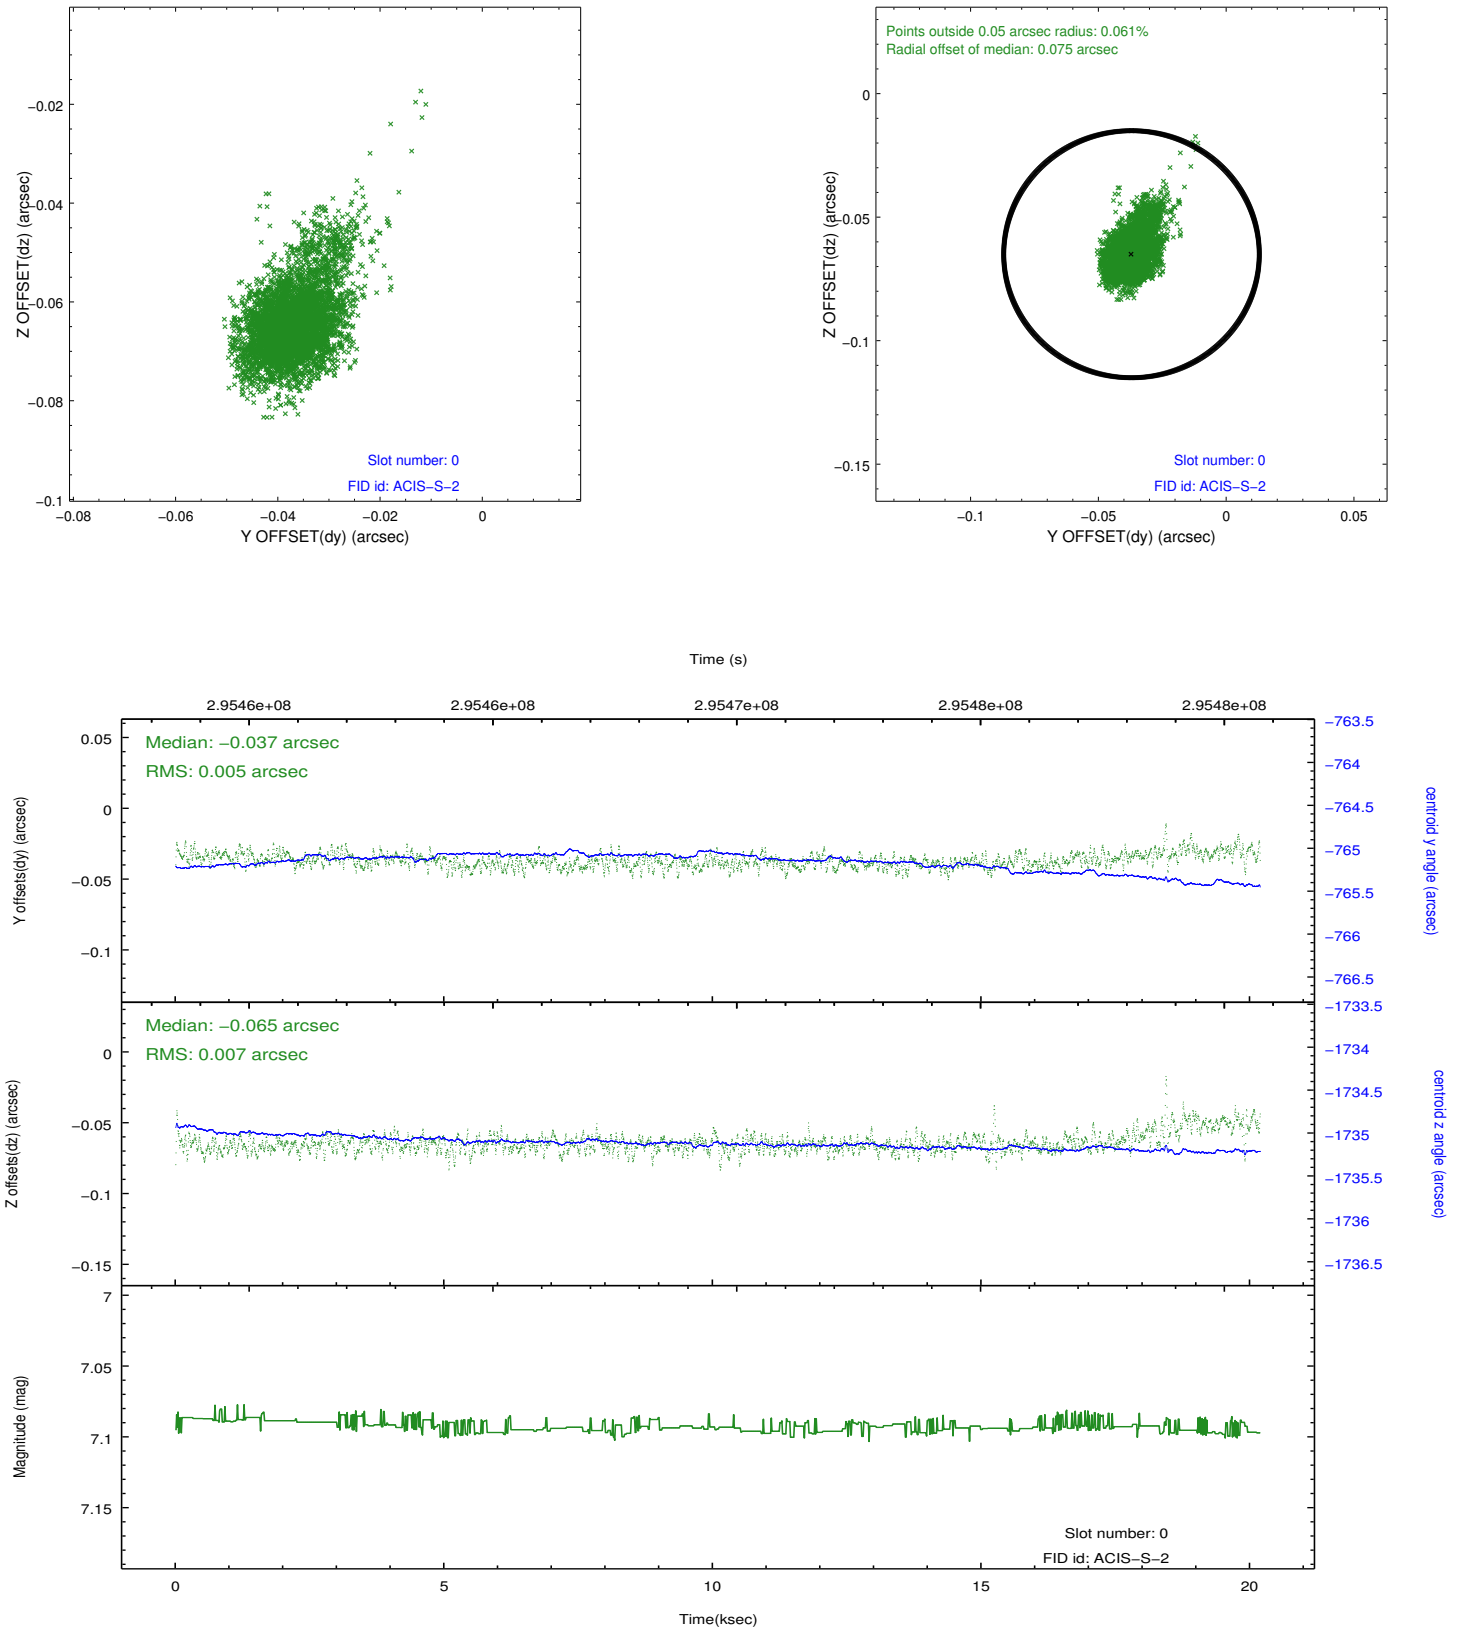 −0.02
−0.04
−0.06
−0.08
−0.1
Z OFFSET(dz) (arcsec)
Slot number: 0
FID id: ACIS−S−2
−0.08 −0.06 −0.04 −0.02 0
Y OFFSET(dy) (arcsec)
Points outside 0.05 arcsec radius: 0.061%
Radial offset of median: 0.075 arcsec
0
−0.05
−0.1
−0.15
Z OFFSET(dz) (arcsec)
Slot number: 0
FID id: ACIS−S−2
−0.1 −0.05 0 0.05
Y OFFSET(dy) (arcsec)
Time (s)
2.9546e+08 2.9546e+08 2.9547e+08 2.9548e+08 2.9548e+08
Median: −0.037 arcsec
RMS: 0.005 arcsec
0.05
0
−0.05
−0.1
Y offsets(dy) (arcsec)
−763.5
−764
−764.5
−765
−765.5
−766
−766.5
centroid y angle (arcsec)
Median: −0.065 arcsec
RMS: 0.007 arcsec
0
−0.05
−0.1
−0.15
Z offsets(dz) (arcsec)
−1733.5
−1734
−1734.5
−1735
−1735.5
−1736
−1736.5
centroid z angle (arcsec)
7
7.05
7.1
7.15
Magnitude (mag)
Slot number: 0
FID id: ACIS−S−2
0 5 10 15 20
Time(ksec)